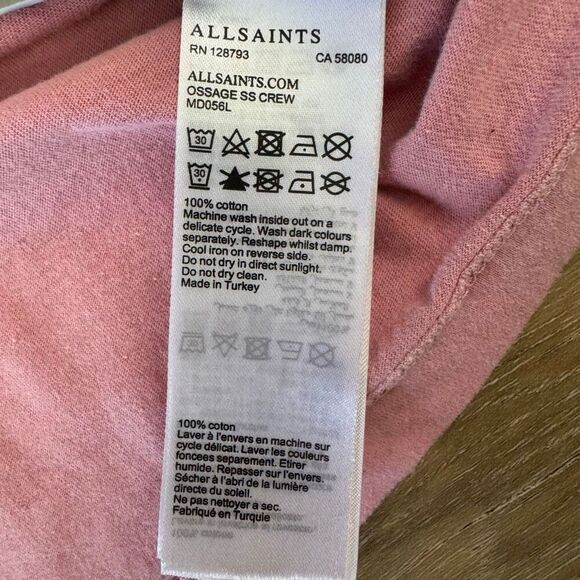 ALLSAINTS
RN 128793 CA 58080
ALLSAINTS.COM
OSSAGE SS CREW
MD056L
30
30
100% cotton
Machine wash inside out on a
delicate cycle. Wash dark colours
separately. Reshape whilst damp.
Cool iron on reverse side.
Do not dry in direct sunlight.
Do not dry clean.
Made in Turkey
100% coton
Laver à l'envers en machine sur
cycle délicat. Laver les couleurs
foncees separement. Etirer
humide. Repasser sur l'envers.
Sécher à l'abri de la lumière
directe du soleil.
Ne pas nettoyer a sec.
Fabriqué en Turquie